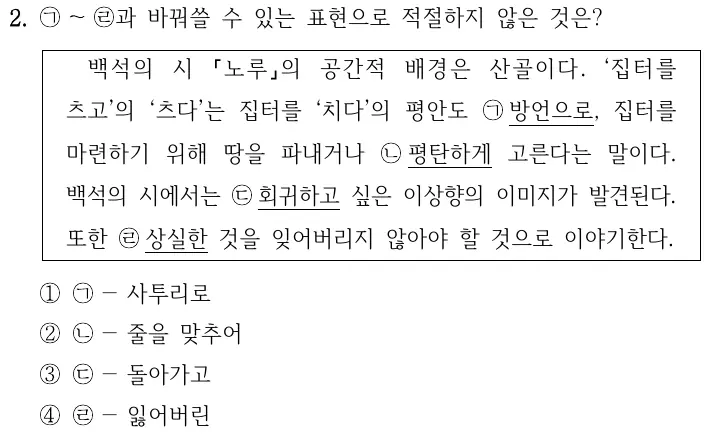 2. ㉠ ~ ㉣과 바꿔쓸 수 있는 표현으로 적절하지 않은 것은?
백석의 시 「노루」의 공간적 배경은 산골이다. ‘집터를
츠고’의 ‘츠다’는 집터를 ‘치다’의 평안도 ㉠ 방언으로, 집터를
마련하기 위해 땅을 파내거나 ㉡ 평탄하게 고른다는 말이다.
백석의 시에서는 ㉢ 회귀하고 싶은 이상향의 이미지가 발견된다.
또한 ㉣ 상실한 것을 잊어버리지 않아야 할 것으로 이야기한다.
① ㉠ - 사투리로
② ㉡ - 줄을 맞추어
③ ㉢ - 돌아가고
④ ㉣ - 잃어버린